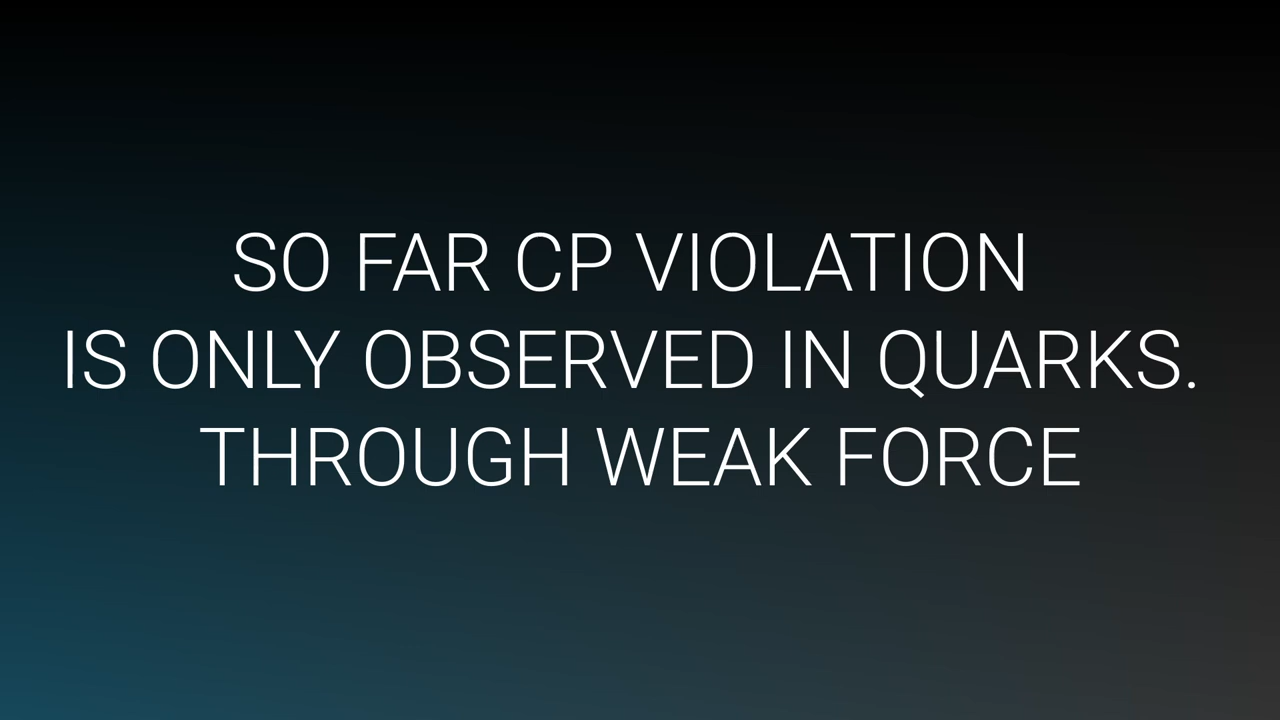 SO FAR CP VIOLATION
IS ONLY OBSERVED IN QUARKS.
THROUGH WEAK FORCE